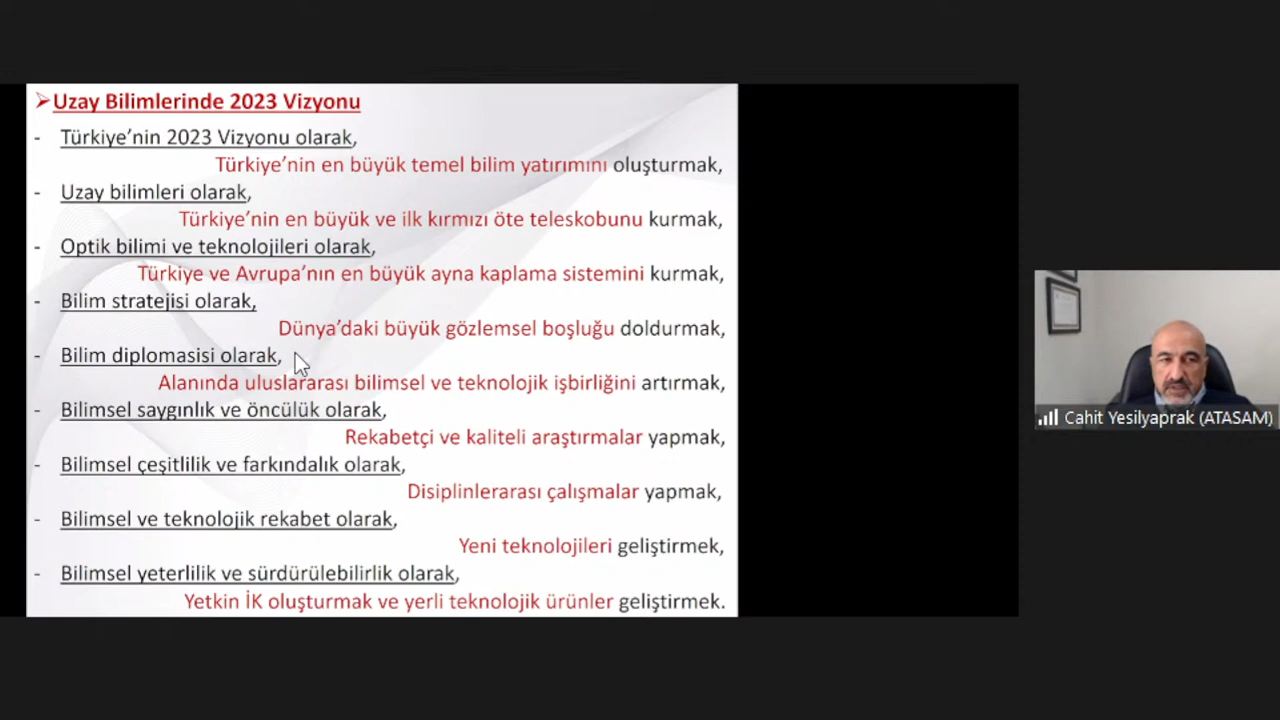 ➢Uzay Bilimlerinde 2023 Vizyonu
- Türkiye’nin 2023 Vizyonu olarak,
Türkiye’nin en büyük temel bilim yatırımını oluşturmak,
- Uzay bilimleri olarak,
Türkiye’nin en büyük ve ilk kırmızı öte teleskobunu kurmak,
- Optik bilimi ve teknolojileri olarak,
Türkiye ve Avrupa’nın en büyük ayna kaplama sistemini kurmak,
- Bilim stratejisi olarak,
Dünya’daki büyük gözlemsel boşluğu doldurmak,
- Bilim diplomasisi olarak,
Alanında uluslararası bilimsel ve teknolojik işbirliğini artırmak,
- Bilimsel saygınlık ve öncülük olarak,
Rekabetçi ve kaliteli araştırmalar yapmak,
- Bilimsel çeşitlilik ve farkındalık olarak,
Disiplinlerarası çalışmalar yapmak,
- Bilimsel ve teknolojik rekabet olarak,
Yeni teknolojileri geliştirmek,
- Bilimsel yeterlilik ve sürdürülebilirlik olarak,
Yetkin İK oluşturmak ve yerli teknolojik ürünler geliştirmek.
Cahit Yesilyaprak (ATASAM)